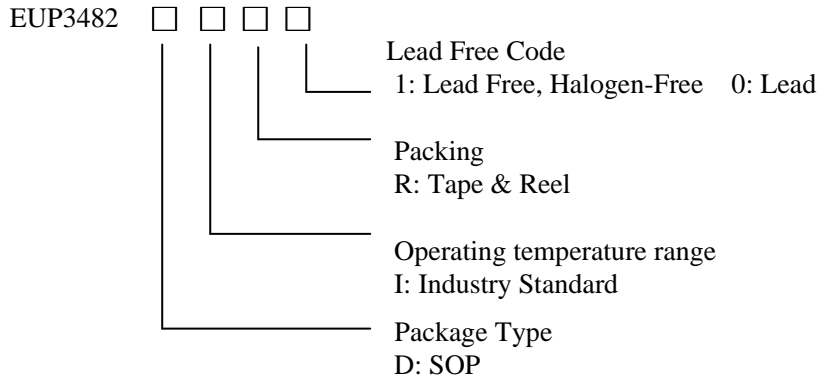 EUP3482 □ □ □ □
Lead Free Code
1: Lead Free, Halogen-Free 0: Lead
Packing
R: Tape & Reel
Operating temperature range
I: Industry Standard
Package Type
D: SOP